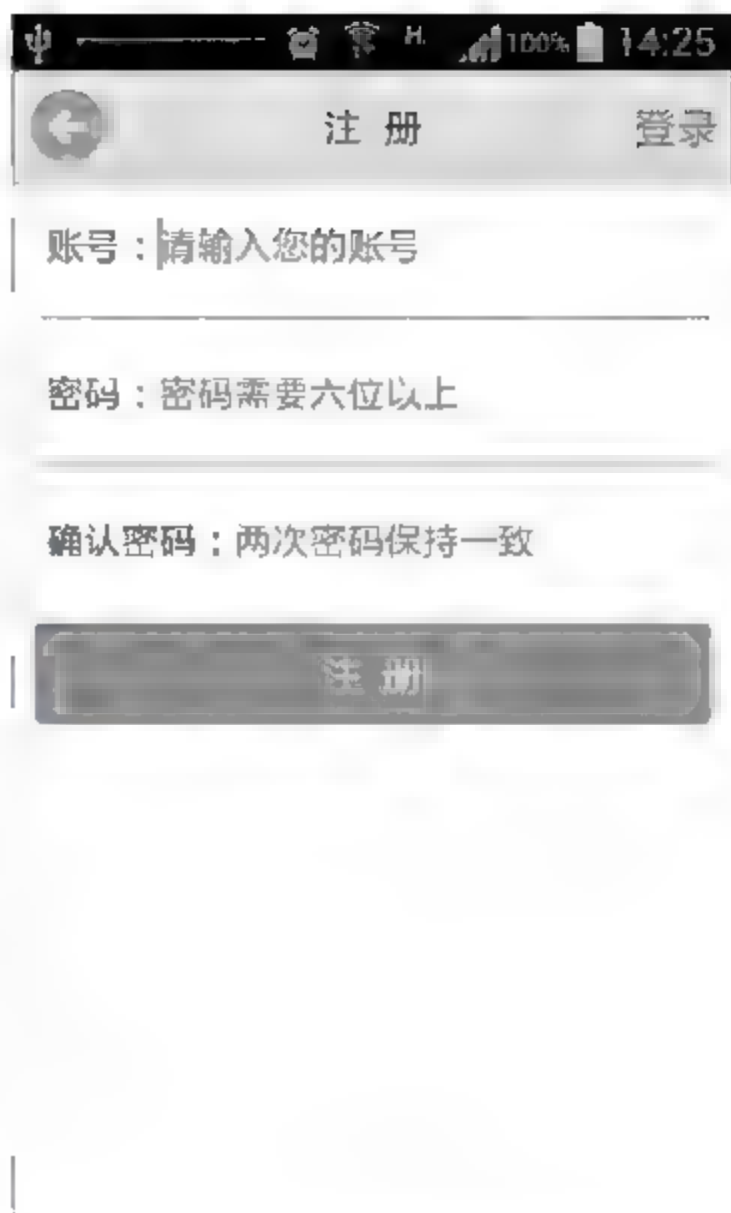 H 100% 14:25
注 册 登录
账号：请输入您的账号
密码：密码需要六位以上
确认密码：两次密码保持一致
注 册